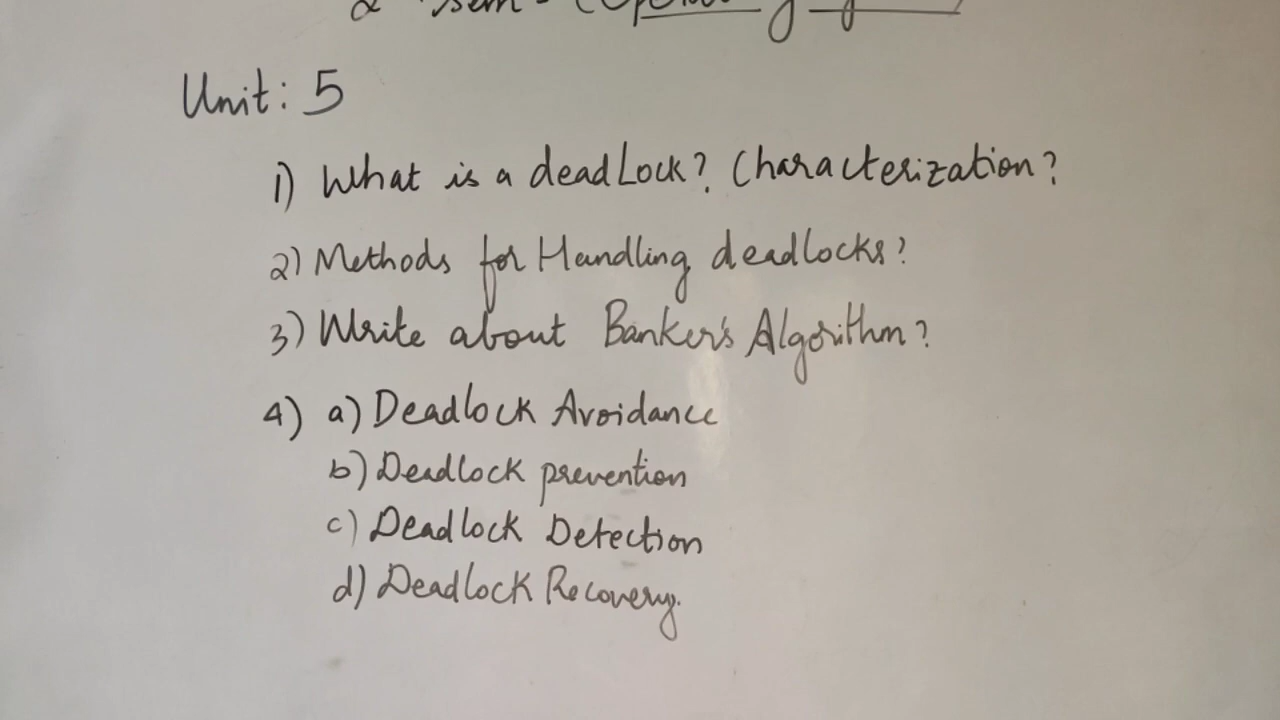 sem
Unit: 5
1) What is a deadLock? Characterization?
2) Methods for Handling deadlocks?
3) Write about Banker's Algorithm?
4) a) Deadlock Avoidance
b) Deadlock prevention
c) Deadlock Detection
d) Deadlock Recovery.